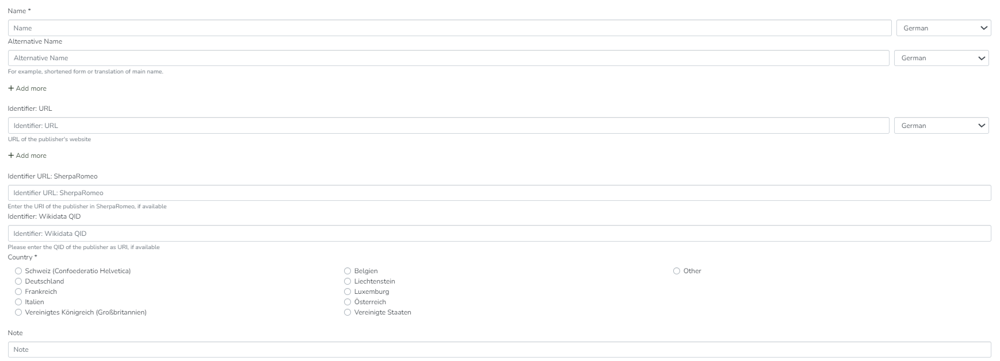 Name *
Name
German
Alternative Name
Alternative Name
German
For example, shortened form or translation of main name.
+ Add more
Identifier: URL
Identifier: URL
German
URL of the publisher's website
+ Add more
Identifier URL: SherpaRomeo
Identifier URL: SherpaRomeo
Enter the URI of the publisher in SherpaRomeo, if available
Identifier: Wikidata QID
Identifier: Wikidata QID
Please enter the QID of the publisher as URI, if available
Country *
Schweiz (Confoederatio Helvetica)
Deutschland
Frankreich
Italien
Vereinigtes Königreich (Großbritannien)
Belgien
Liechtenstein
Luxemburg
Österreich
Vereinigte Staaten
Other
Note
Note